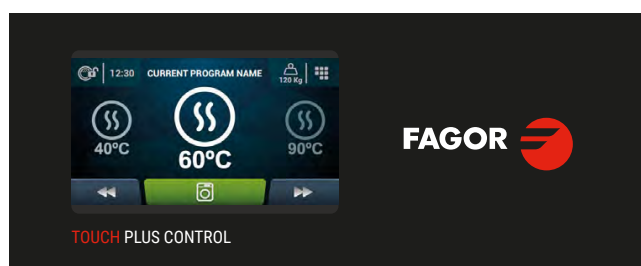 12:30 CURRENT PROGRAM NAME 120 Kg
40ºC 60ºC 90ºC
FAGOR
TOUCH PLUS CONTROL